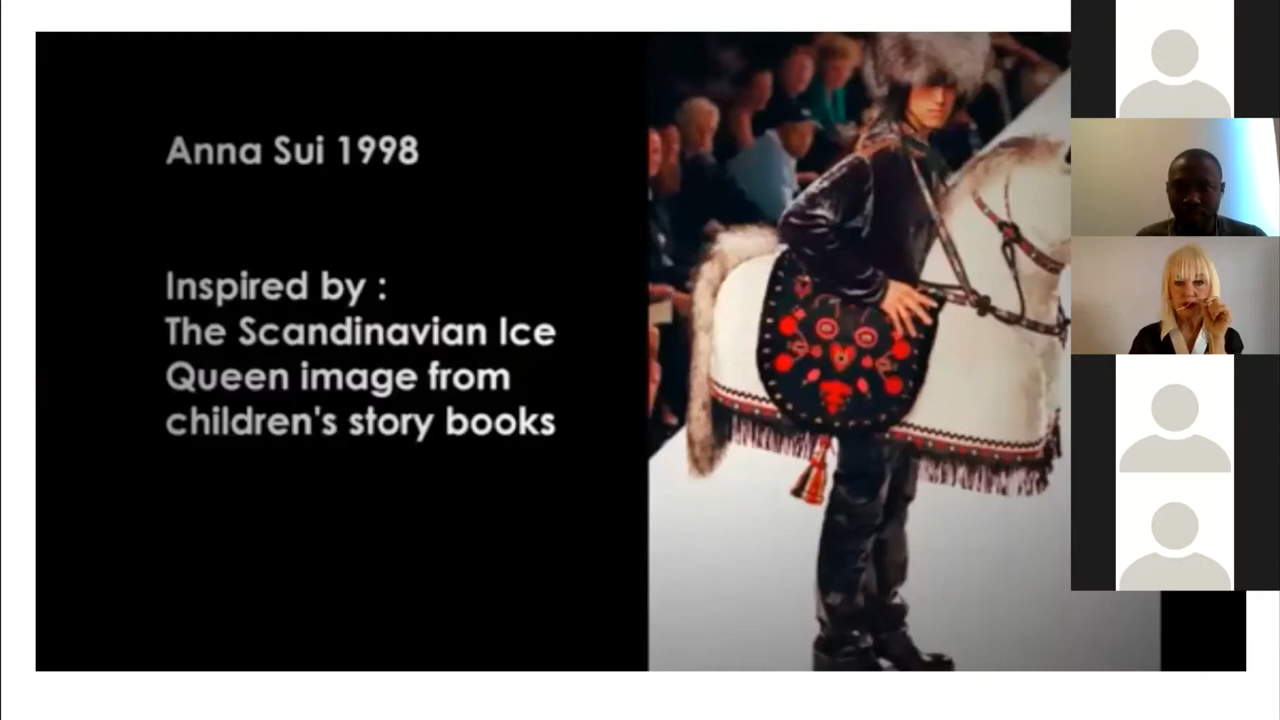 Anna Sui 1998
Inspired by :
The Scandinavian Ice
Queen image from
children's story books